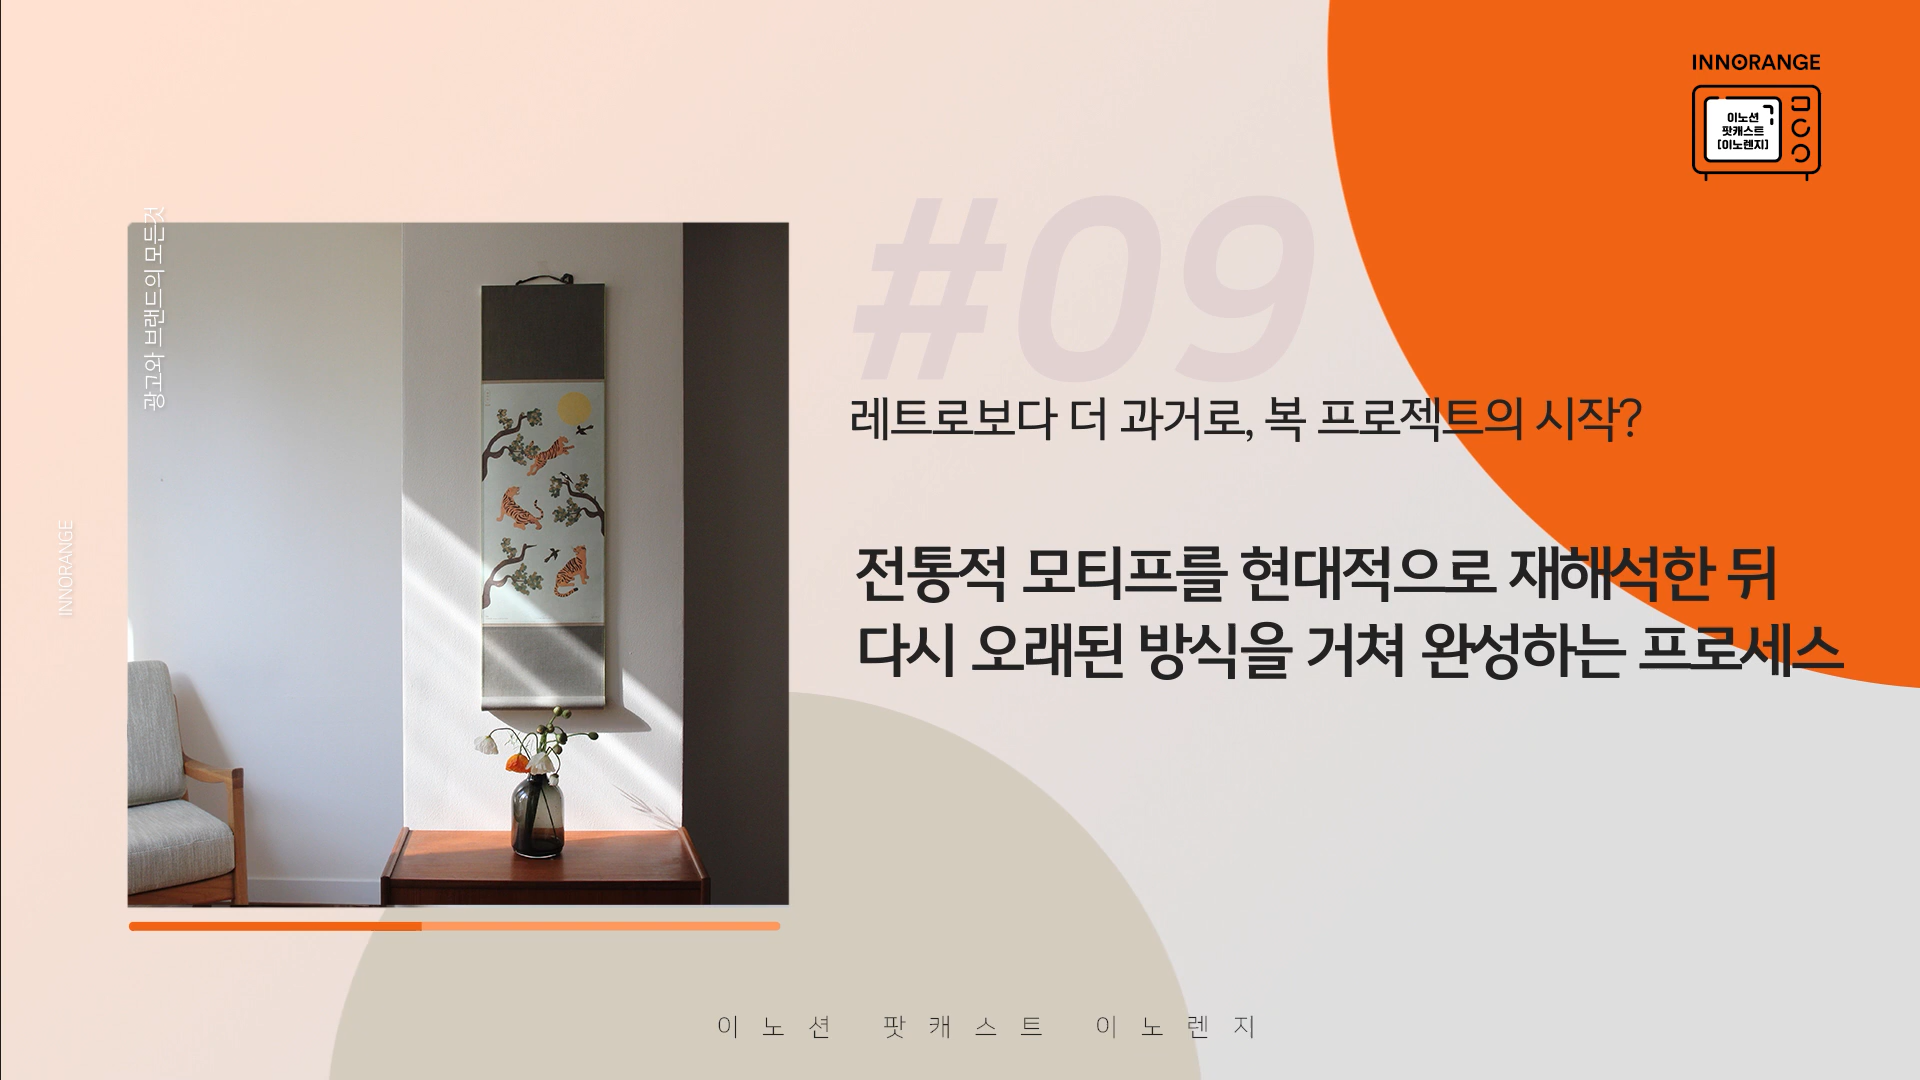 INNORANGE
이노션
팟캐스트
[이노렌지]
광고와 브랜드의 모든것
INNORANGE
#09
레트로보다 더 과거로, 복 프로젝트의 시작?
전통적 모티프를 현대적으로 재해석한 뒤
다시 오래된 방식을 거쳐 완성하는 프로세스
이노션 팟캐스트 이노렌지